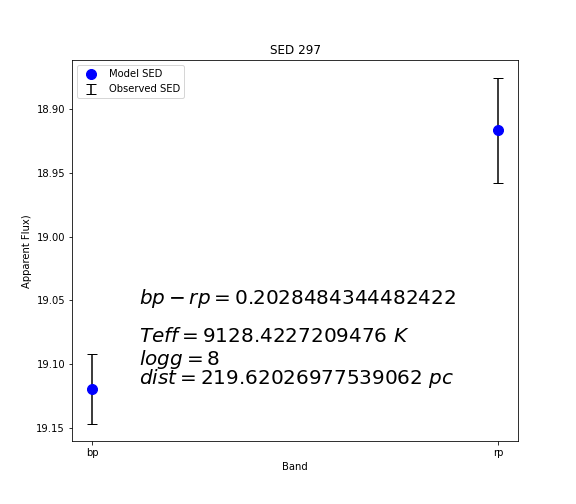 SED 297
Model SED
Observed SED
18.90
18.95
19.00
19.05
19.10
19.15
Apparent Flux)
bp − rp = 0.2028484344482422
Teff = 9128.4227209476 K
logg = 8
dist = 219.62026977539062 pc
bp
rp
Band